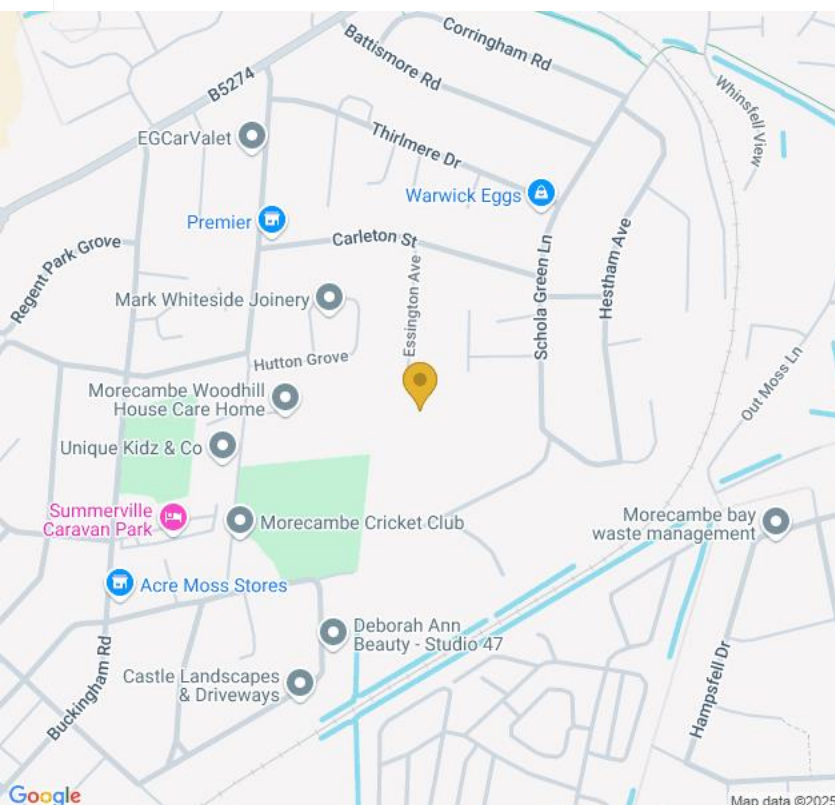 Corringham Rd
Battismore Rd
B5274
Whinsfell View
EGCarValet
Thirlmere Dr
Warwick Eggs
Premier
Carleton St
Regent Park Grove
Essington Ave
Schola Green Ln
Hestham Ave
Mark Whiteside Joinery
Hutton Grove
Out Moss Ln
Morecambe Woodhill
House Care Home
Unique Kidz & Co
Summerville
Caravan Park
Morecambe Cricket Club
Morecambe bay
waste management
Acre Moss Stores
Deborah Ann
Beauty - Studio 47
Buckingham Rd
Castle Landscapes
& Driveways
Hampsfell Dr
Google
Map data ©2025